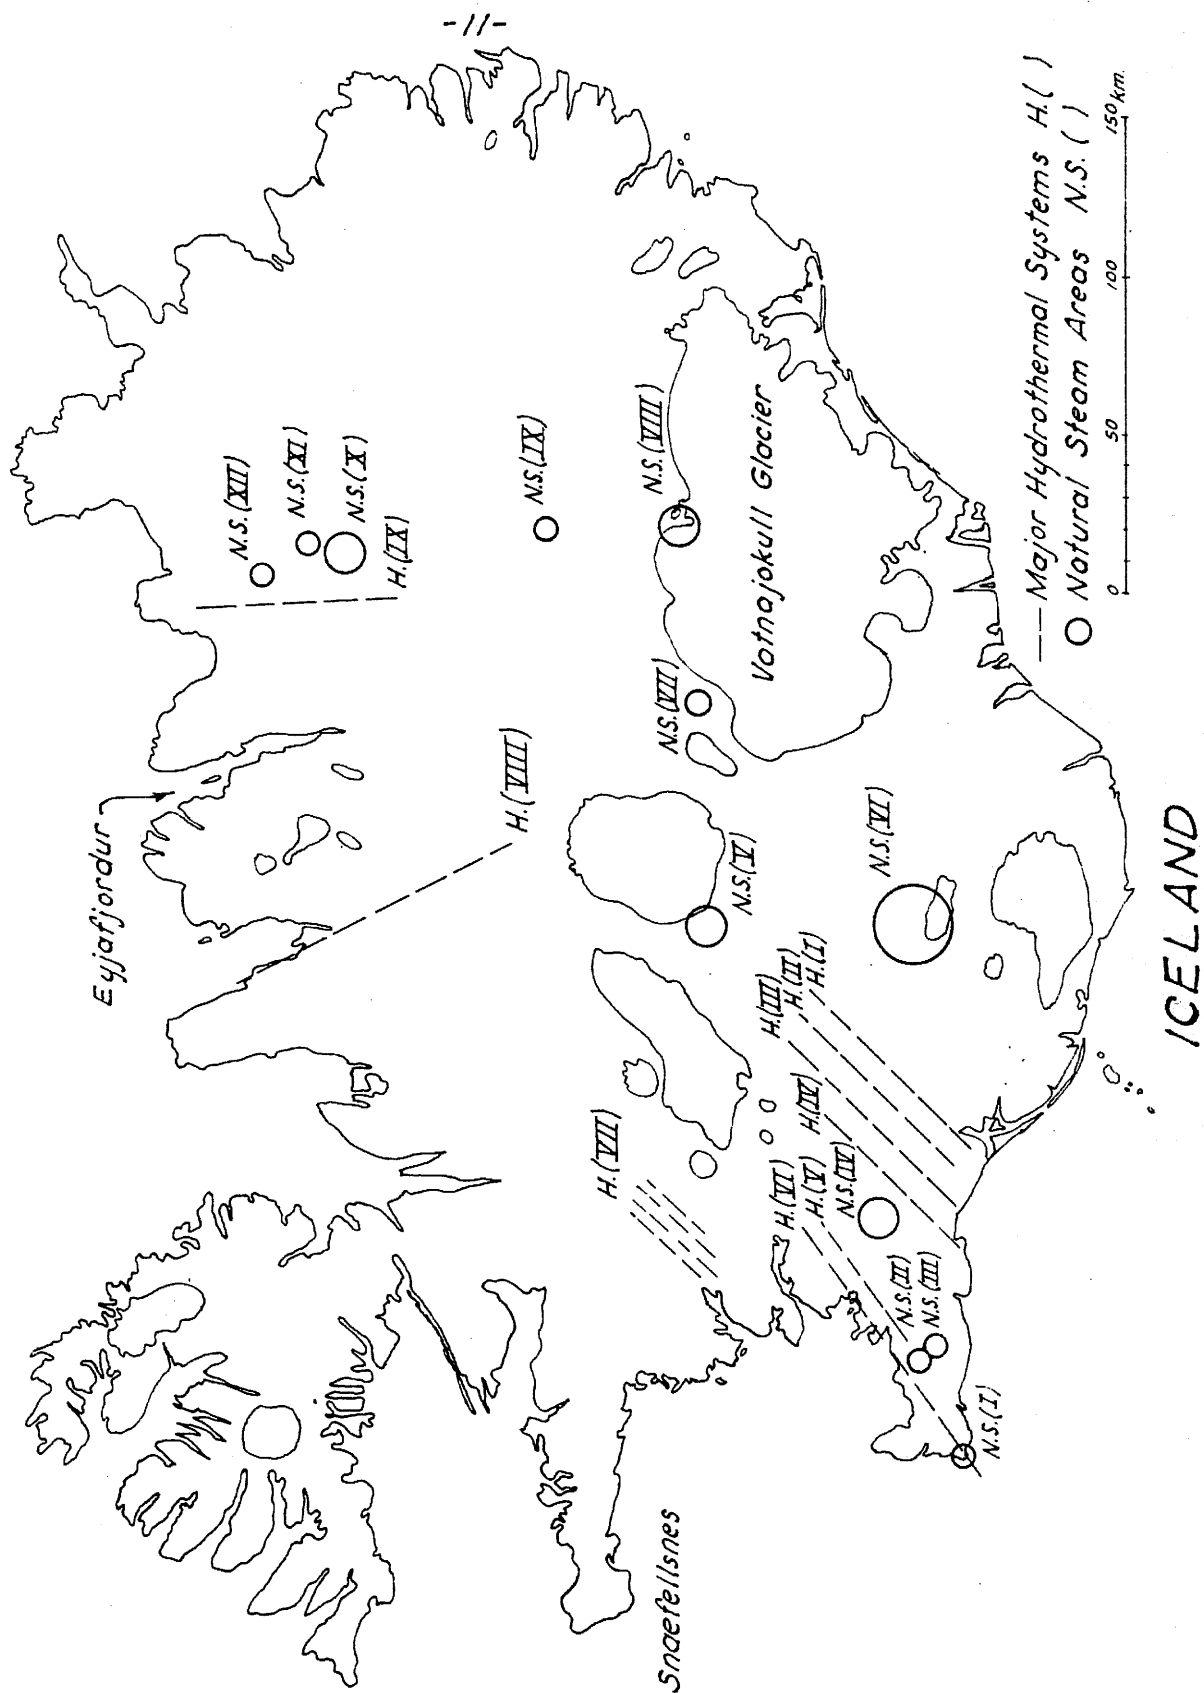 -11-
Eyjafjordur
N.S.(XII)
N.S.(XI)
N.S.(X)
H.(IX)
H.(VIII)
N.S.(IX)
N.S.(VIII)
N.S.(VII)
Votnajokull Glacier
N.S.(V)
N.S.(VI)
H.(VII)
H.(III)
H.(II)
H.(I)
H.(IV)
H.(VI)
H.(V)
N.S.(IV)
N.S.(II)
N.S.(III)
N.S.(I)
Snaefellsnes
Major Hydrothermal Systems H.( )
Natural Steam Areas N.S.( )
0 50 100 150 km.
ICELAND